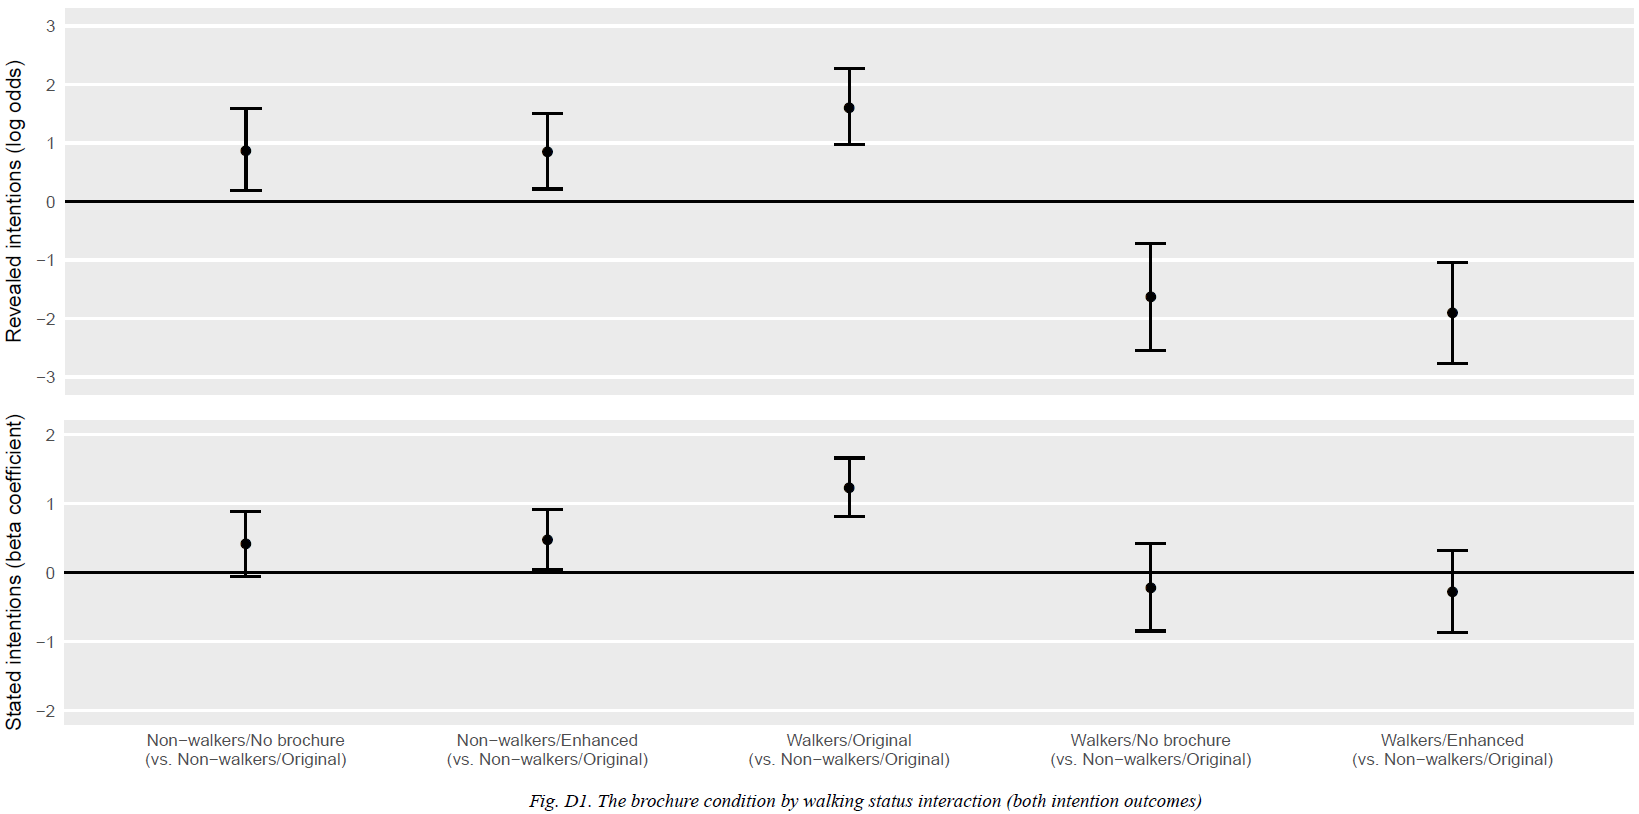 Revealed intentions (log odds)
3
2
1
0
−1
−2
−3
Stated intentions (beta coefficient)
2
1
0
−1
−2
Non−walkers/No brochure
(vs. Non−walkers/Original)
Non−walkers/Enhanced
(vs. Non−walkers/Original)
Walkers/Original
(vs. Non−walkers/Original)
Walkers/No brochure
(vs. Non−walkers/Original)
Walkers/Enhanced
(vs. Non−walkers/Original)
Fig. D1. The brochure condition by walking status interaction (both intention outcomes)